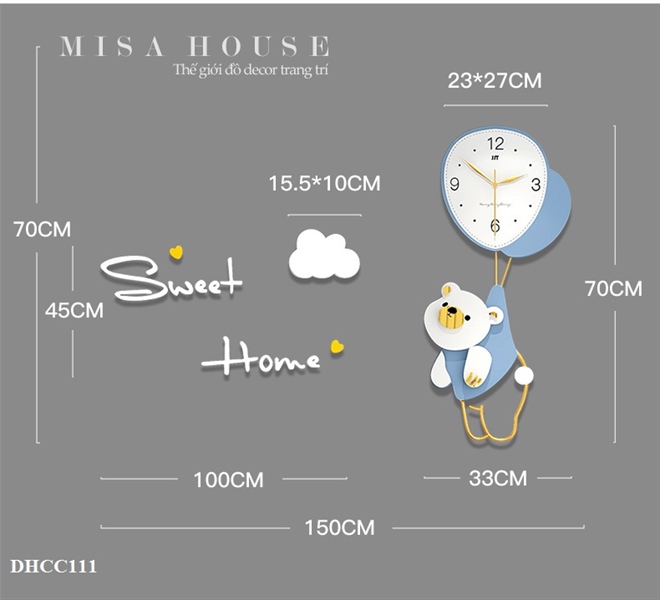 MISA HOUSE
Thế giới đồ decor trang trí
23*27CM
12
9
3
6
15.5*10CM
70CM
45CM
Sweet
Home
70CM
100CM
33CM
150CM
DHCC111